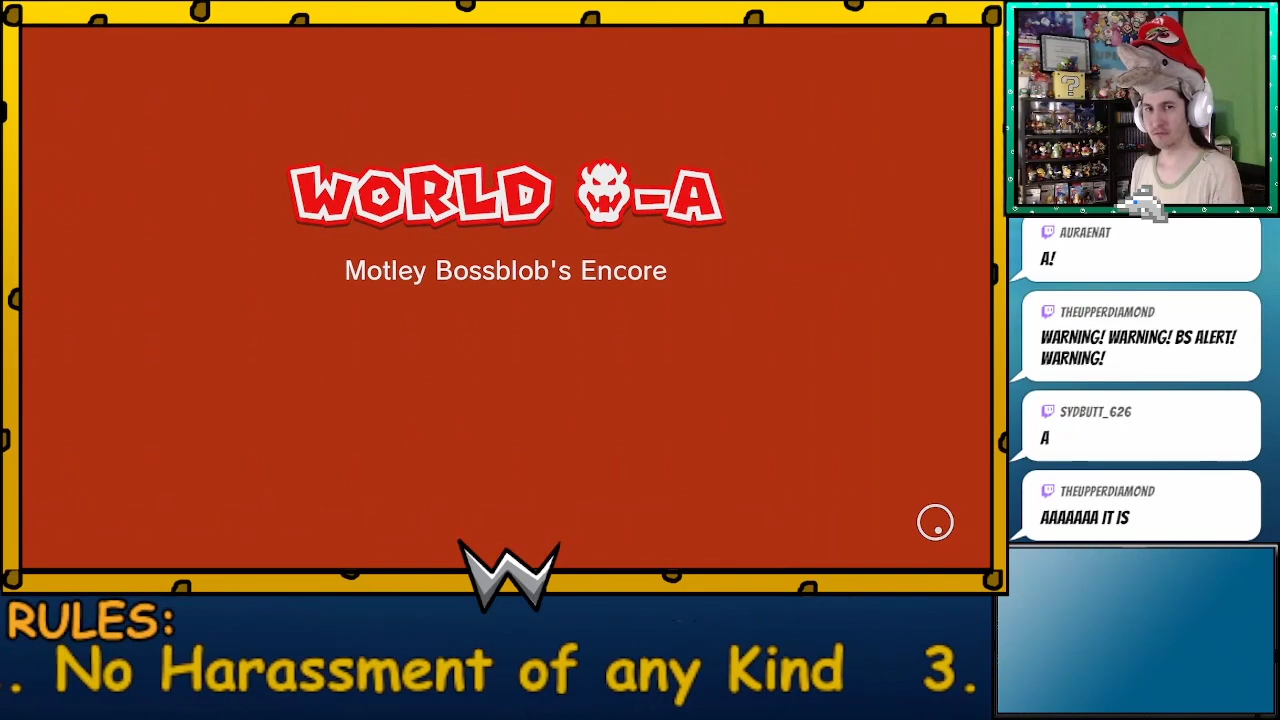 WORLD -A
Motley Bossblob's Encore
AURAENAT
A!
THEUPPERDIAMOND
WARNING! WARNING! BS ALERT!
WARNING!
SYDBUTT_626
A
THEUPPERDIAMOND
AAAAAAA IT IS
RULES:
. No Harassment of any Kind 3.